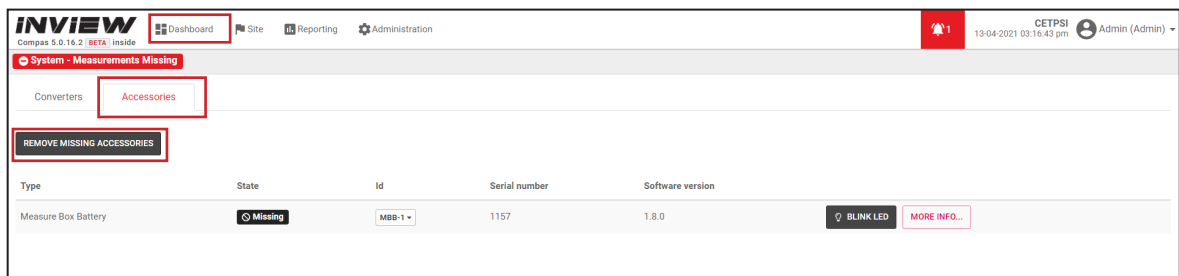 iNViEW Dashboard Site Reporting Administration 1 CETPSI Admin (Admin)
Compas 5.0.16.2 BETA inside 13-04-2021 03:16:43 pm
System - Measurements Missing
Converters Accessories
REMOVE MISSING ACCESSORIES
Type State Id Serial number Software version
Measure Box Battery Missing MBB-1 1157 1.8.0 BLINK LED MORE INFO...